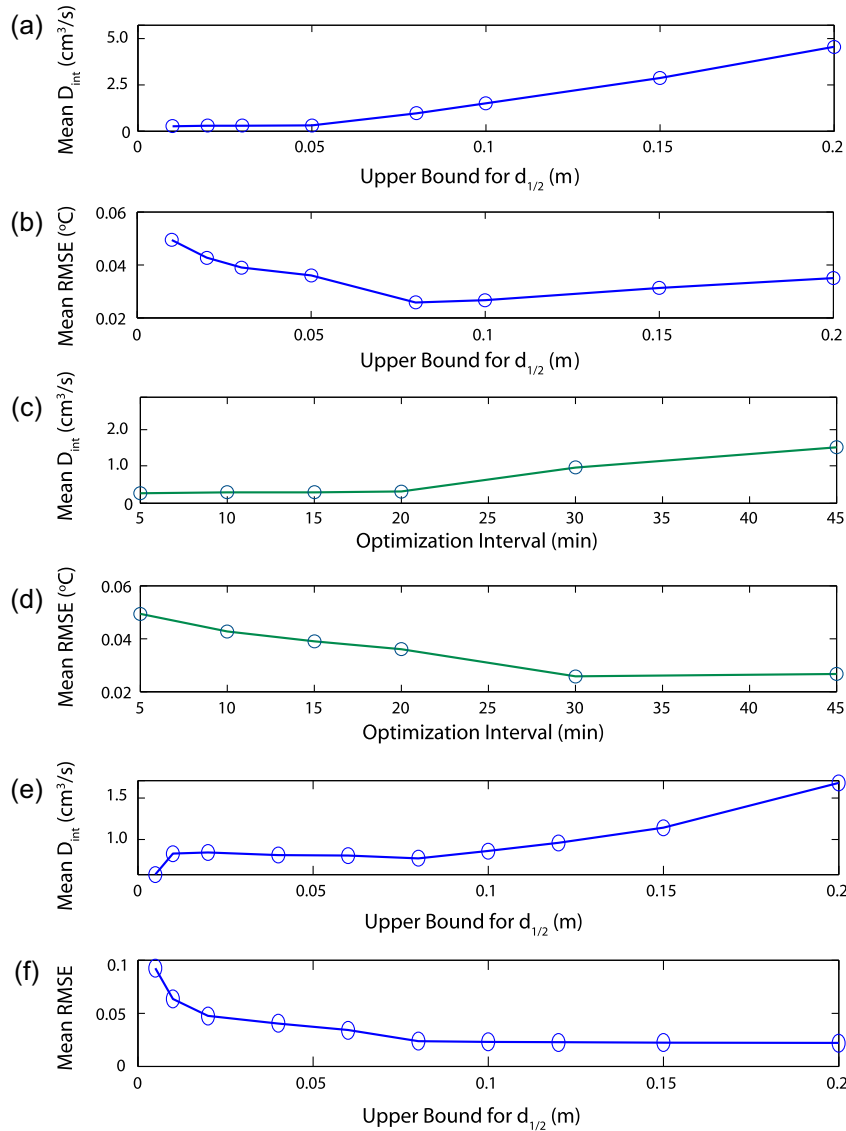 (a)
Mean D_int (cm³/s)
5.0
2.5
0
0 0.05 0.1 0.15 0.2
Upper Bound for d_1/2 (m)
(b)
Mean RMSE (°C)
0.06
0.04
0.02
0 0.05 0.1 0.15 0.2
Upper Bound for d_1/2 (m)
(c)
Mean D_int (cm³/s)
2.0
1.0
0
5 10 15 20 25 30 35 40 45
Optimization Interval (min)
(d)
Mean RMSE (°C)
0.06
0.04
0.02
5 10 15 20 25 30 35 40 45
Optimization Interval (min)
(e)
Mean D_int (cm³/s)
1.5
1.0
0 0.05 0.1 0.15 0.2
Upper Bound for d_1/2 (m)
(f)
Mean RMSE
0.1
0.05
0
0 0.05 0.1 0.15 0.2
Upper Bound for d_1/2 (m)